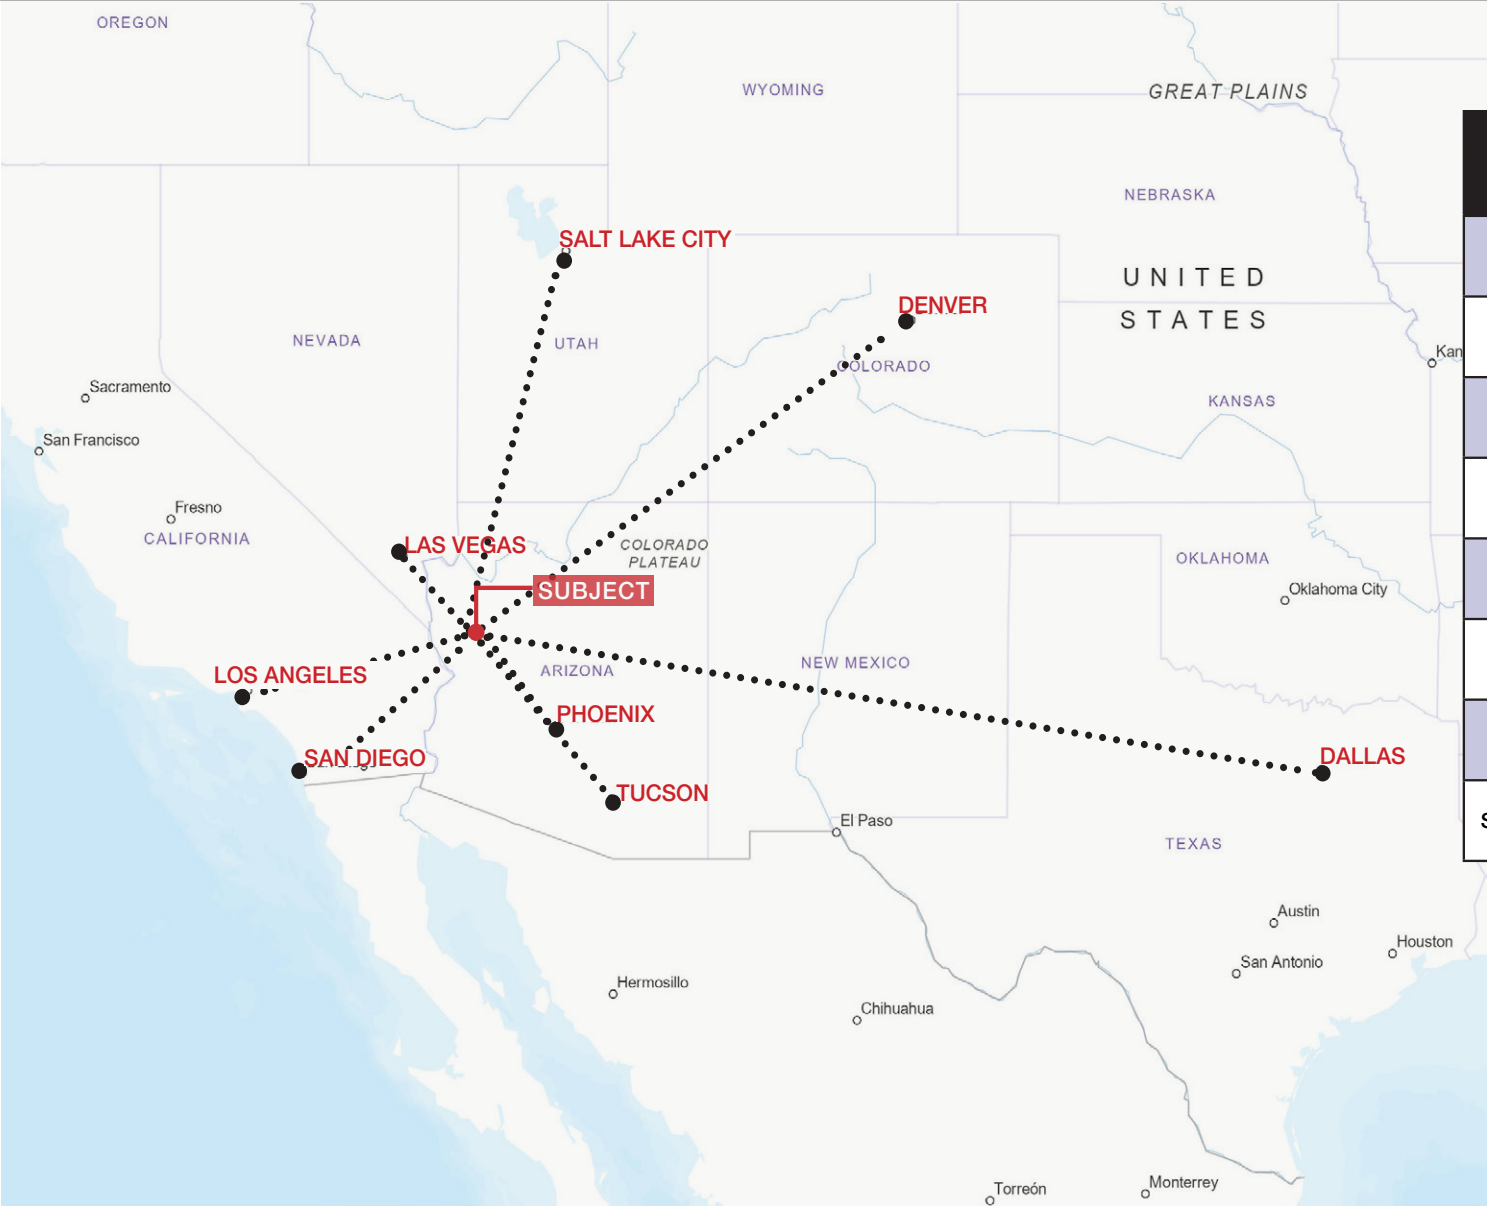 OREGON
WYOMING
GREAT PLAINS
NEBRASKA
SALT LAKE CITY
UNITED
STATES
DENVER
NEVADA
UTAH
COLORADO
Kan
Sacramento
KANSAS
San Francisco
Fresno
CALIFORNIA
LAS VEGAS
COLORADO
PLATEAU
OKLAHOMA
SUBJECT
Oklahoma City
LOS ANGELES
ARIZONA
NEW MEXICO
PHOENIX
SAN DIEGO
DALLAS
TUCSON
El Paso
S
TEXAS
Austin
Houston
San Antonio
Hermosillo
Chihuahua
Torreón
Monterrey